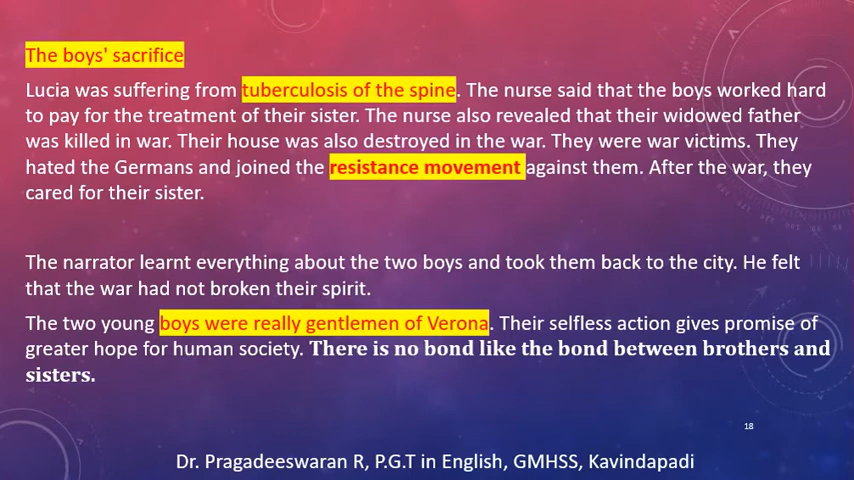 The boys' sacrifice
Lucia was suffering from tuberculosis of the spine. The nurse said that the boys worked hard
to pay for the treatment of their sister. The nurse also revealed that their widowed father
was killed in war. Their house was also destroyed in the war. They were war victims. They
hated the Germans and joined the resistance movement against them. After the war, they
cared for their sister.
The narrator learnt everything about the two boys and took them back to the city. He felt
that the war had not broken their spirit.
The two young boys were really gentlemen of Verona. Their selfless action gives promise of
greater hope for human society. There is no bond like the bond between brothers and
sisters.
18
Dr. Pragadeeswaran R, P.G.T in English, GMHSS, Kavindapadi